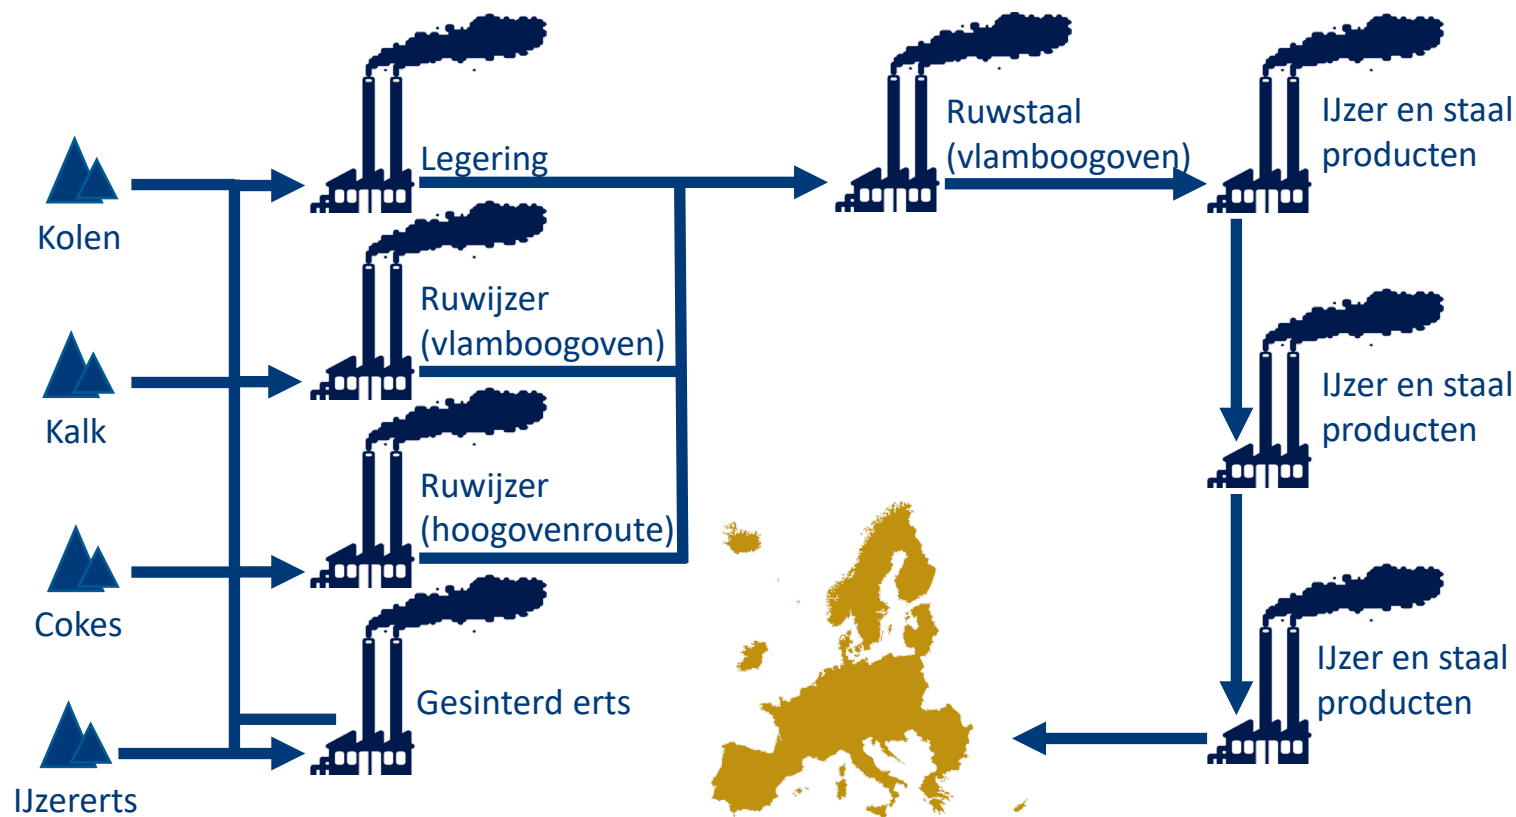 Kolen
Kalk
Cokes
IJzererts
Legering
Ruwijzer
(vlamboogoven)
Ruwijzer
(hoogovenroute)
Gesinterd erts
Ruwstaal
(vlamboogoven)
IJzer en staal
producten
IJzer en staal
producten
IJzer en staal
producten